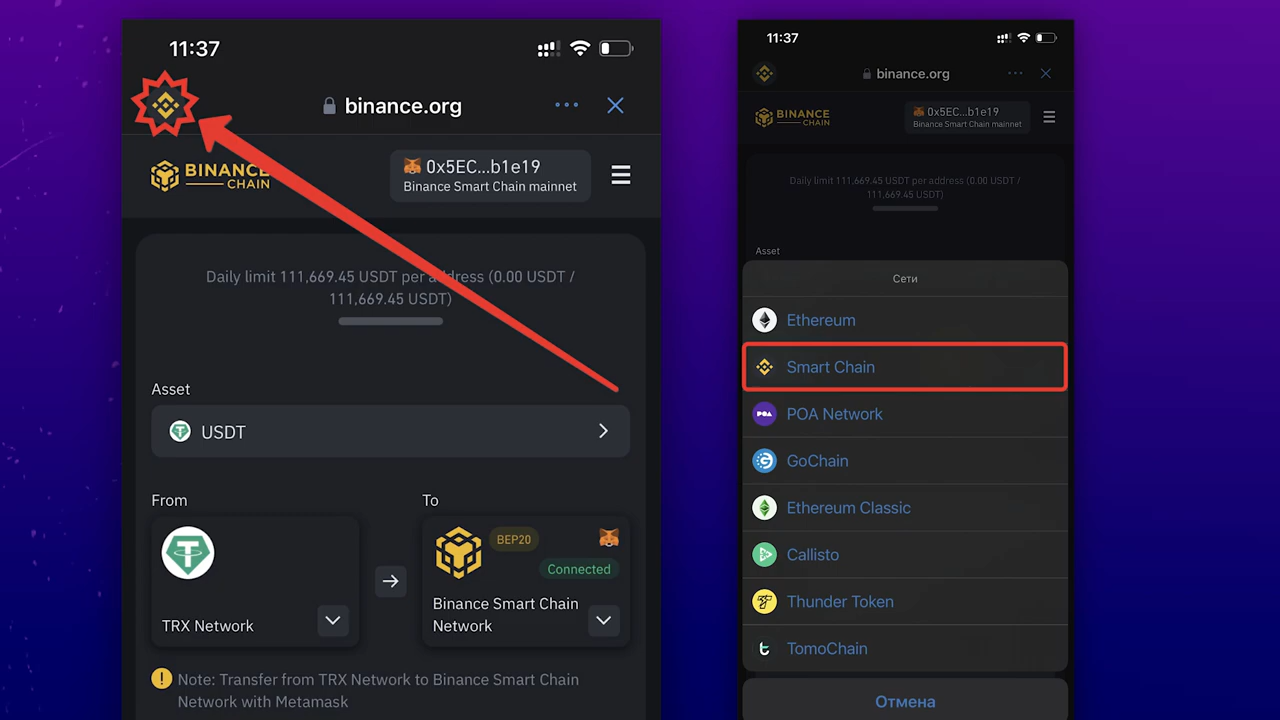 11:37
binance.org
BINANCE
CHAIN
0x5EC...b1e19
Binance Smart Chain mainnet
Daily limit 111,669.45 USDT per address (0.00 USDT /
111,669.45 USDT)
Asset
USDT
From
To
BEP20
Connected
TRX Network
Binance Smart Chain
Network
! Note: Transfer from TRX Network to Binance Smart Chain
Network with Metamask
11:37
binance.org
BINANCE
CHAIN
0x5EC...b1e19
Binance Smart Chain mainnet
Daily limit 111,669.45 USDT per address (0.00 USDT /
111,669.45 USDT)
Asset
Сети
Ethereum
Smart Chain
POA Network
GoChain
Ethereum Classic
Callisto
Thunder Token
TomoChain
Отмена